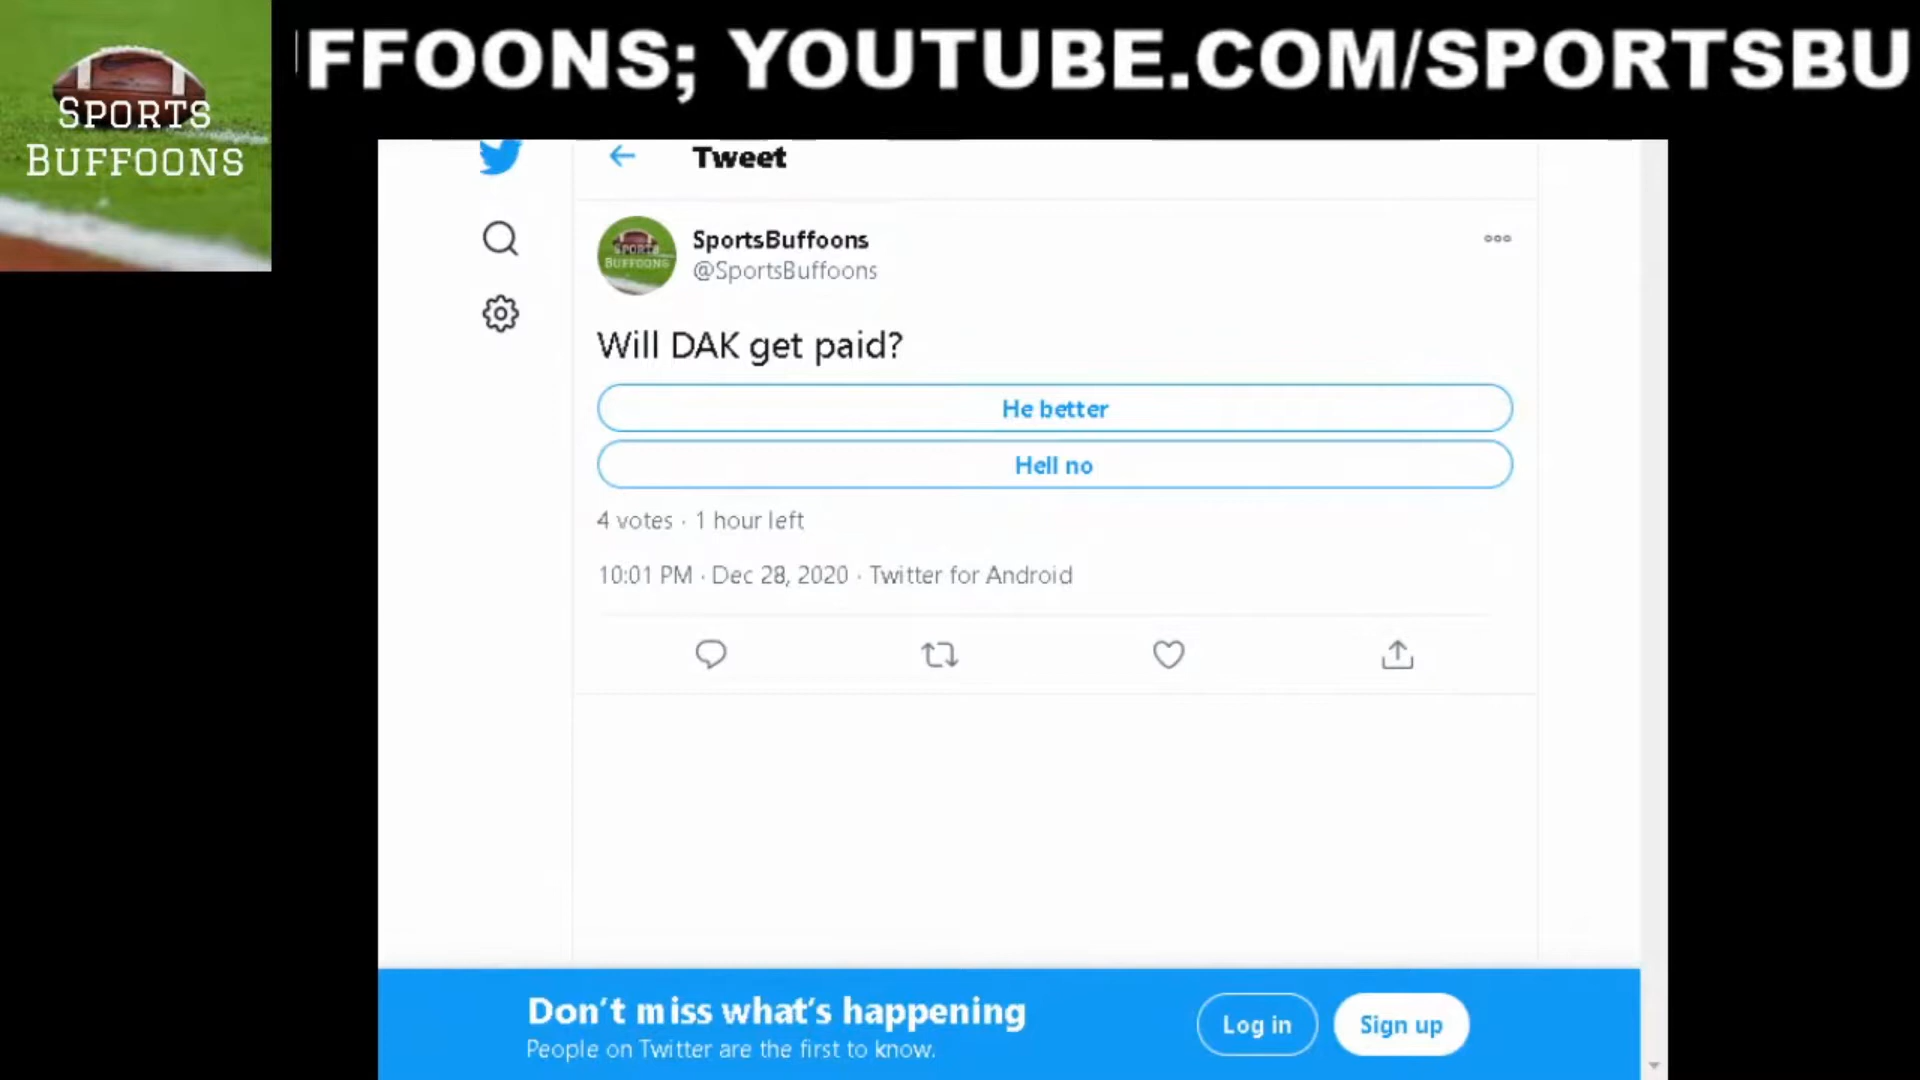 FFOONS; YOUTUBE.COM/SPORTSBU
SPORTS
BUFFOONS
Tweet
SportsBuffoons
@SportsBuffoons
SPORTS
BUFFOONS
Will DAK get paid?
He better
Hell no
4 votes · 1 hour left
10:01 PM · Dec 28, 2020 · Twitter for Android
Don't miss what's happening
People on Twitter are the first to know.
Log in
Sign up